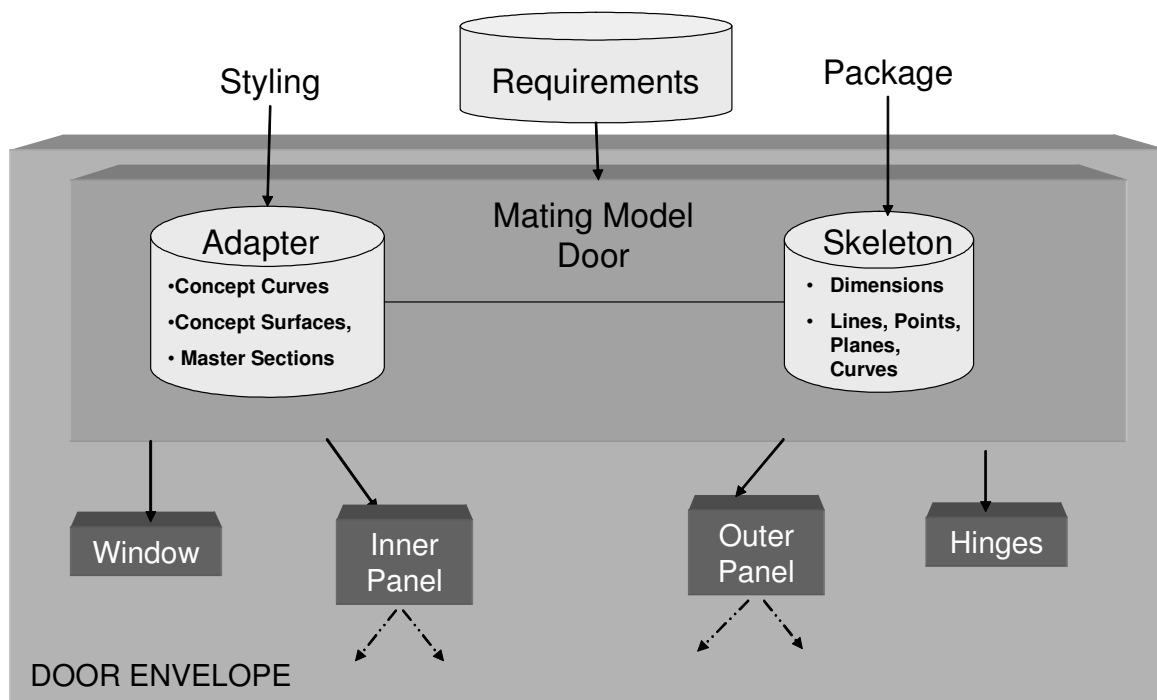 Styling
Requirements
Package
Mating Model
Door
Adapter
•Concept Curves
•Concept Surfaces,
• Master Sections
Skeleton
• Dimensions
• Lines, Points,
Planes,
Curves
Window
Inner
Panel
Outer
Panel
Hinges
DOOR ENVELOPE